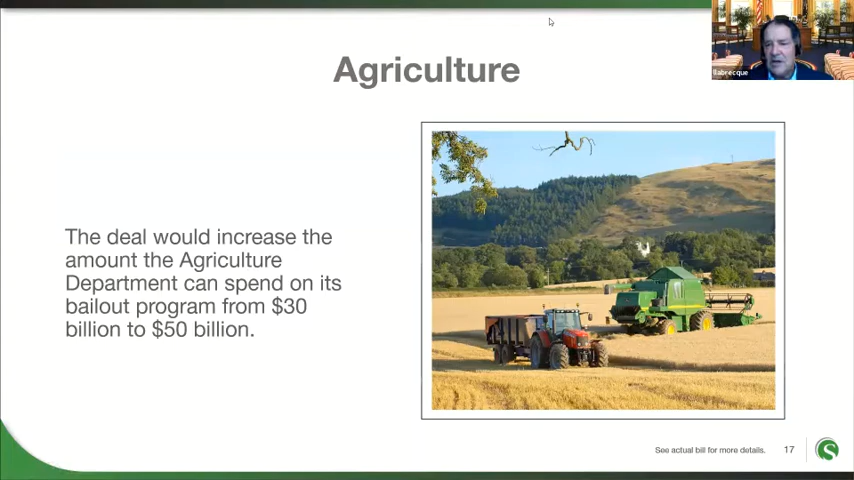 Agriculture
llabrecque
The deal would increase the
amount the Agriculture
Department can spend on its
bailout program from $30
billion to $50 billion.
See actual bill for more details.
17
S